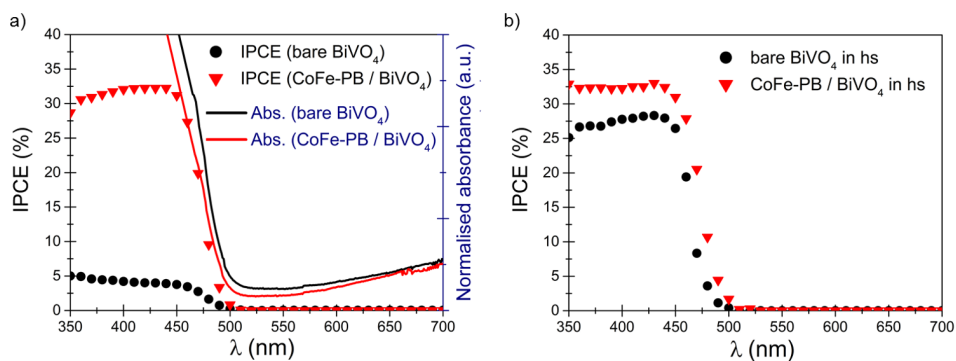 a)
40
35
30
25
20
15
10
5
0
IPCE (%)
IPCE (bare BiVO₄)
IPCE (CoFe-PB / BiVO₄)
Abs. (bare BiVO₄)
Abs. (CoFe-PB / BiVO₄)
Normalised absorbance (a.u.)
350 400 450 500 550 600 650 700
λ (nm)
b)
40
35
30
25
20
15
10
5
0
IPCE (%)
bare BiVO₄ in hs
CoFe-PB / BiVO₄ in hs
350 400 450 500 550 600 650 700
λ (nm)